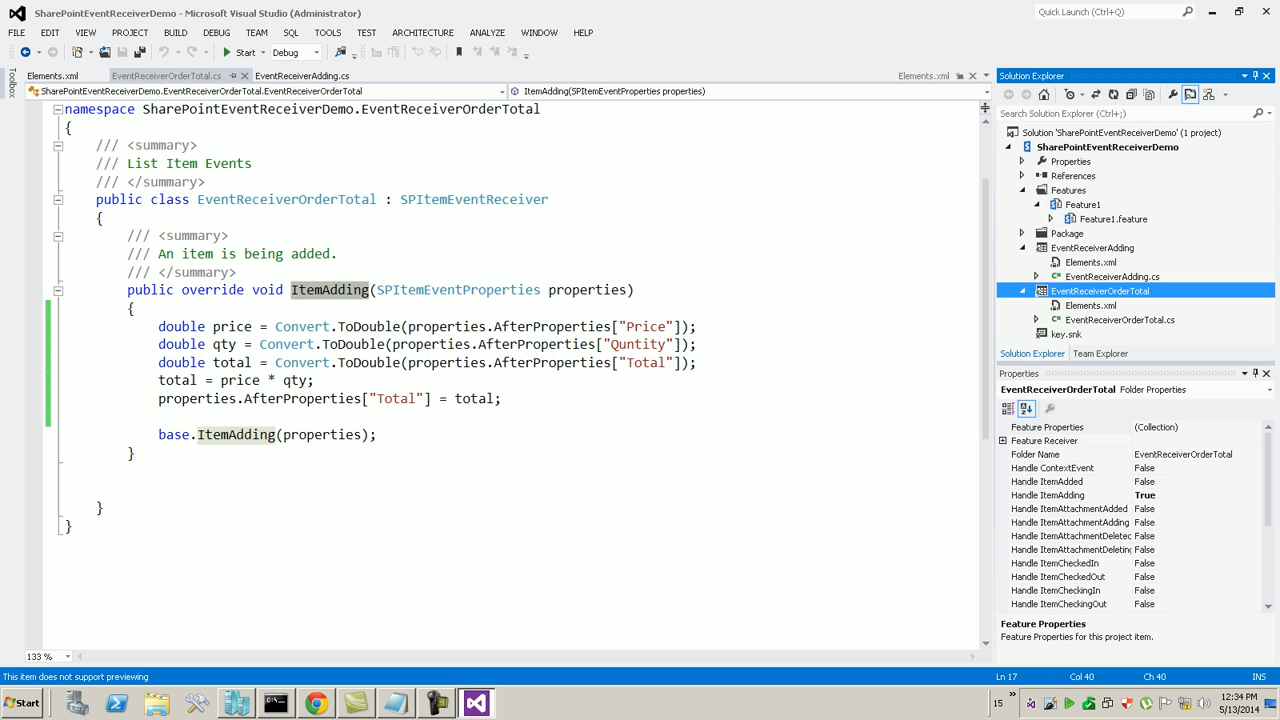 SharePointEventReceiverDemo - Microsoft Visual Studio (Administrator)
Quick Launch (Ctrl+Q)
FILE EDIT VIEW PROJECT BUILD DEBUG TEAM SQL TOOLS TEST ARCHITECTURE ANALYZE WINDOW HELP
Start Debug
Toolbox
Elements.xml EventReceiverOrderTotal.cs EventReceiverAdding.cs Elements.xml
SharePointEventReceiverDemo.EventReceiverOrderTotal.EventReceiverOrderTotal ItemAdding(SPItemEventProperties properties)
namespace SharePointEventReceiverDemo.EventReceiverOrderTotal
{
/// <summary>
/// List Item Events
/// </summary>
public class EventReceiverOrderTotal : SPItemEventReceiver
{
/// <summary>
/// An item is being added.
/// </summary>
public override void ItemAdding(SPItemEventProperties properties)
{
double price = Convert.ToDouble(properties.AfterProperties["Price"]);
double qty = Convert.ToDouble(properties.AfterProperties["Quntity"]);
double total = Convert.ToDouble(properties.AfterProperties["Total"]);
total = price * qty;
properties.AfterProperties["Total"] = total;
base.ItemAdding(properties);
}
}
}
133 %
Solution Explorer
Search Solution Explorer (Ctrl+;)
Solution 'SharePointEventReceiverDemo' (1 project)
SharePointEventReceiverDemo
Properties
References
Features
Feature1
Feature1.feature
Package
EventReceiverAdding
Elements.xml
EventReceiverAdding.cs
EventReceiverOrderTotal
Elements.xml
EventReceiverOrderTotal.cs
key.snk
Solution Explorer Team Explorer
Properties
EventReceiverOrderTotal Folder Properties
Feature Properties (Collection)
Feature Receiver
Folder Name EventReceiverOrderTotal
Handle ContextEvent False
Handle ItemAdded False
Handle ItemAdding True
Handle ItemAttachmentAdded False
Handle ItemAttachmentAdding False
Handle ItemAttachmentDeleted False
Handle ItemAttachmentDeleting False
Handle ItemCheckedIn False
Handle ItemCheckedOut False
Handle ItemCheckingIn False
Handle ItemCheckingOut False
Feature Properties
Feature Properties for this project item.
This item does not support previewing Ln 17 Col 40 Ch 40 INS
Start 15 12:34 PM
5/13/2014